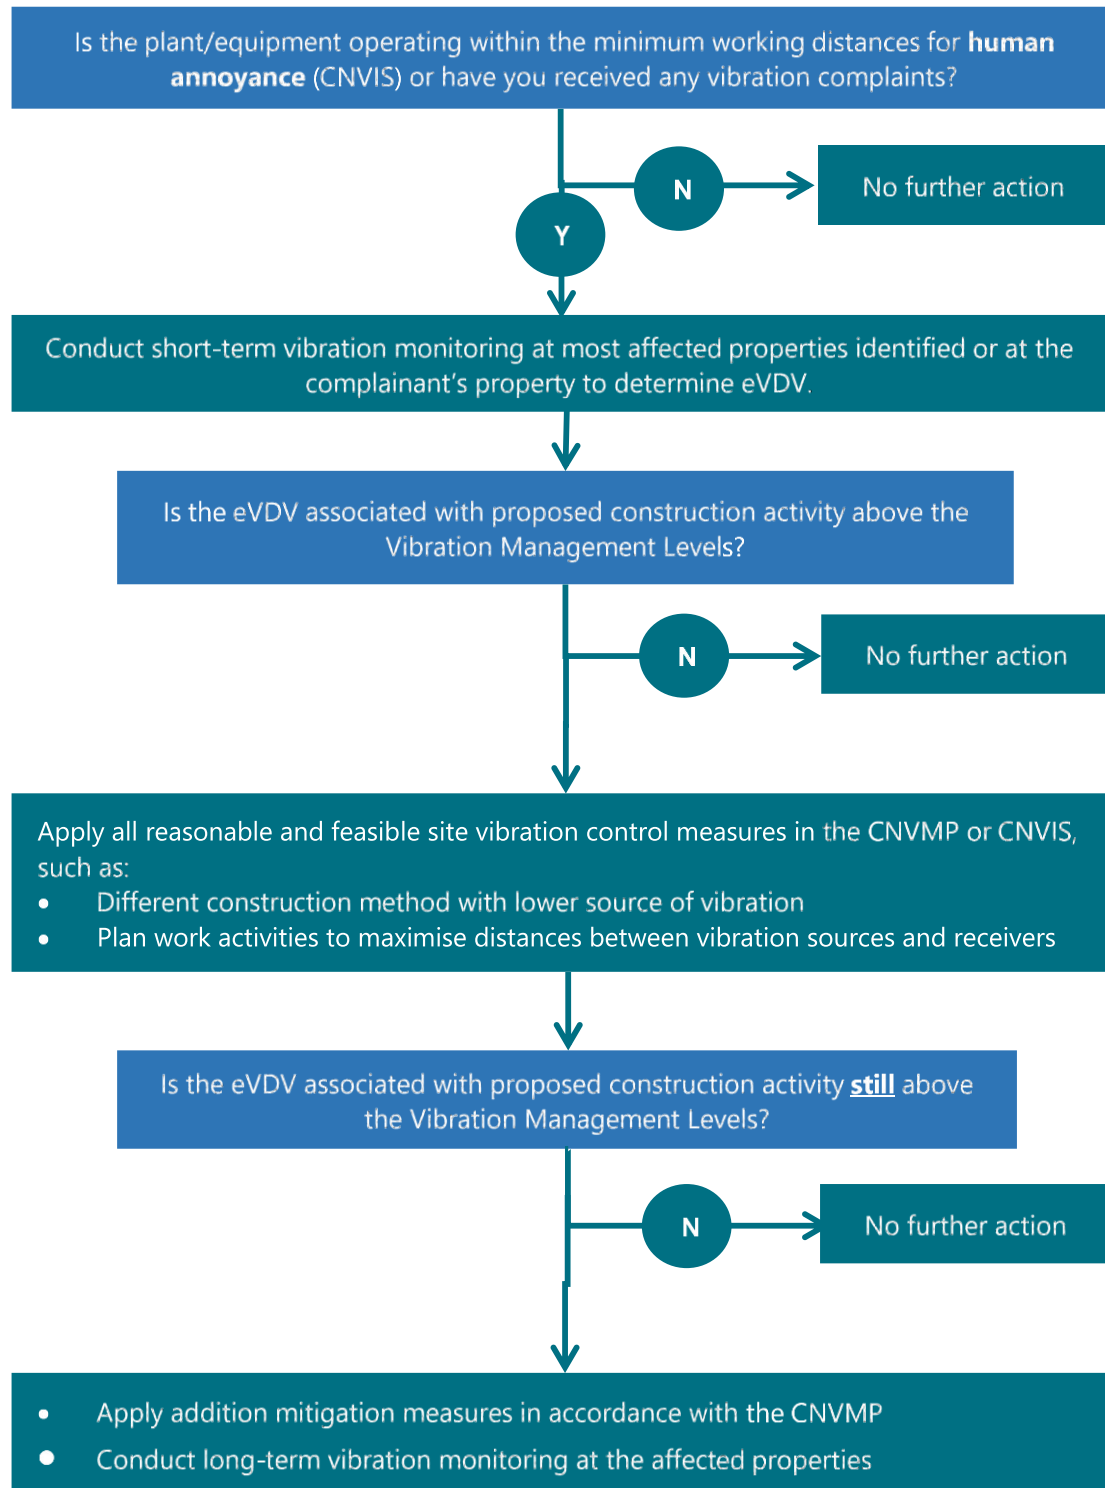 Is the plant/equipment operating within the minimum working distances for human
annoyance (CNVIS) or have you received any vibration complaints?
N
No further action
Y
Conduct short-term vibration monitoring at most affected properties identified or at the
complainant's property to determine eVDV.
Is the eVDV associated with proposed construction activity above the
Vibration Management Levels?
N
No further action
Apply all reasonable and feasible site vibration control measures in the CNVMP or CNVIS,
such as:
• Different construction method with lower source of vibration
• Plan work activities to maximise distances between vibration sources and receivers
Is the eVDV associated with proposed construction activity still above
the Vibration Management Levels?
N
No further action
• Apply addition mitigation measures in accordance with the CNVMP
• Conduct long-term vibration monitoring at the affected properties